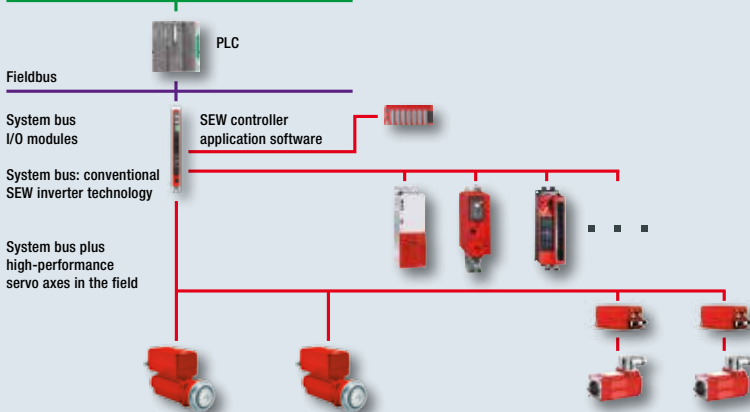 PLC
Fieldbus
System bus
I/O modules
SEW controller
application software
System bus: conventional
SEW inverter technology
System bus plus
high-performance
servo axes in the field